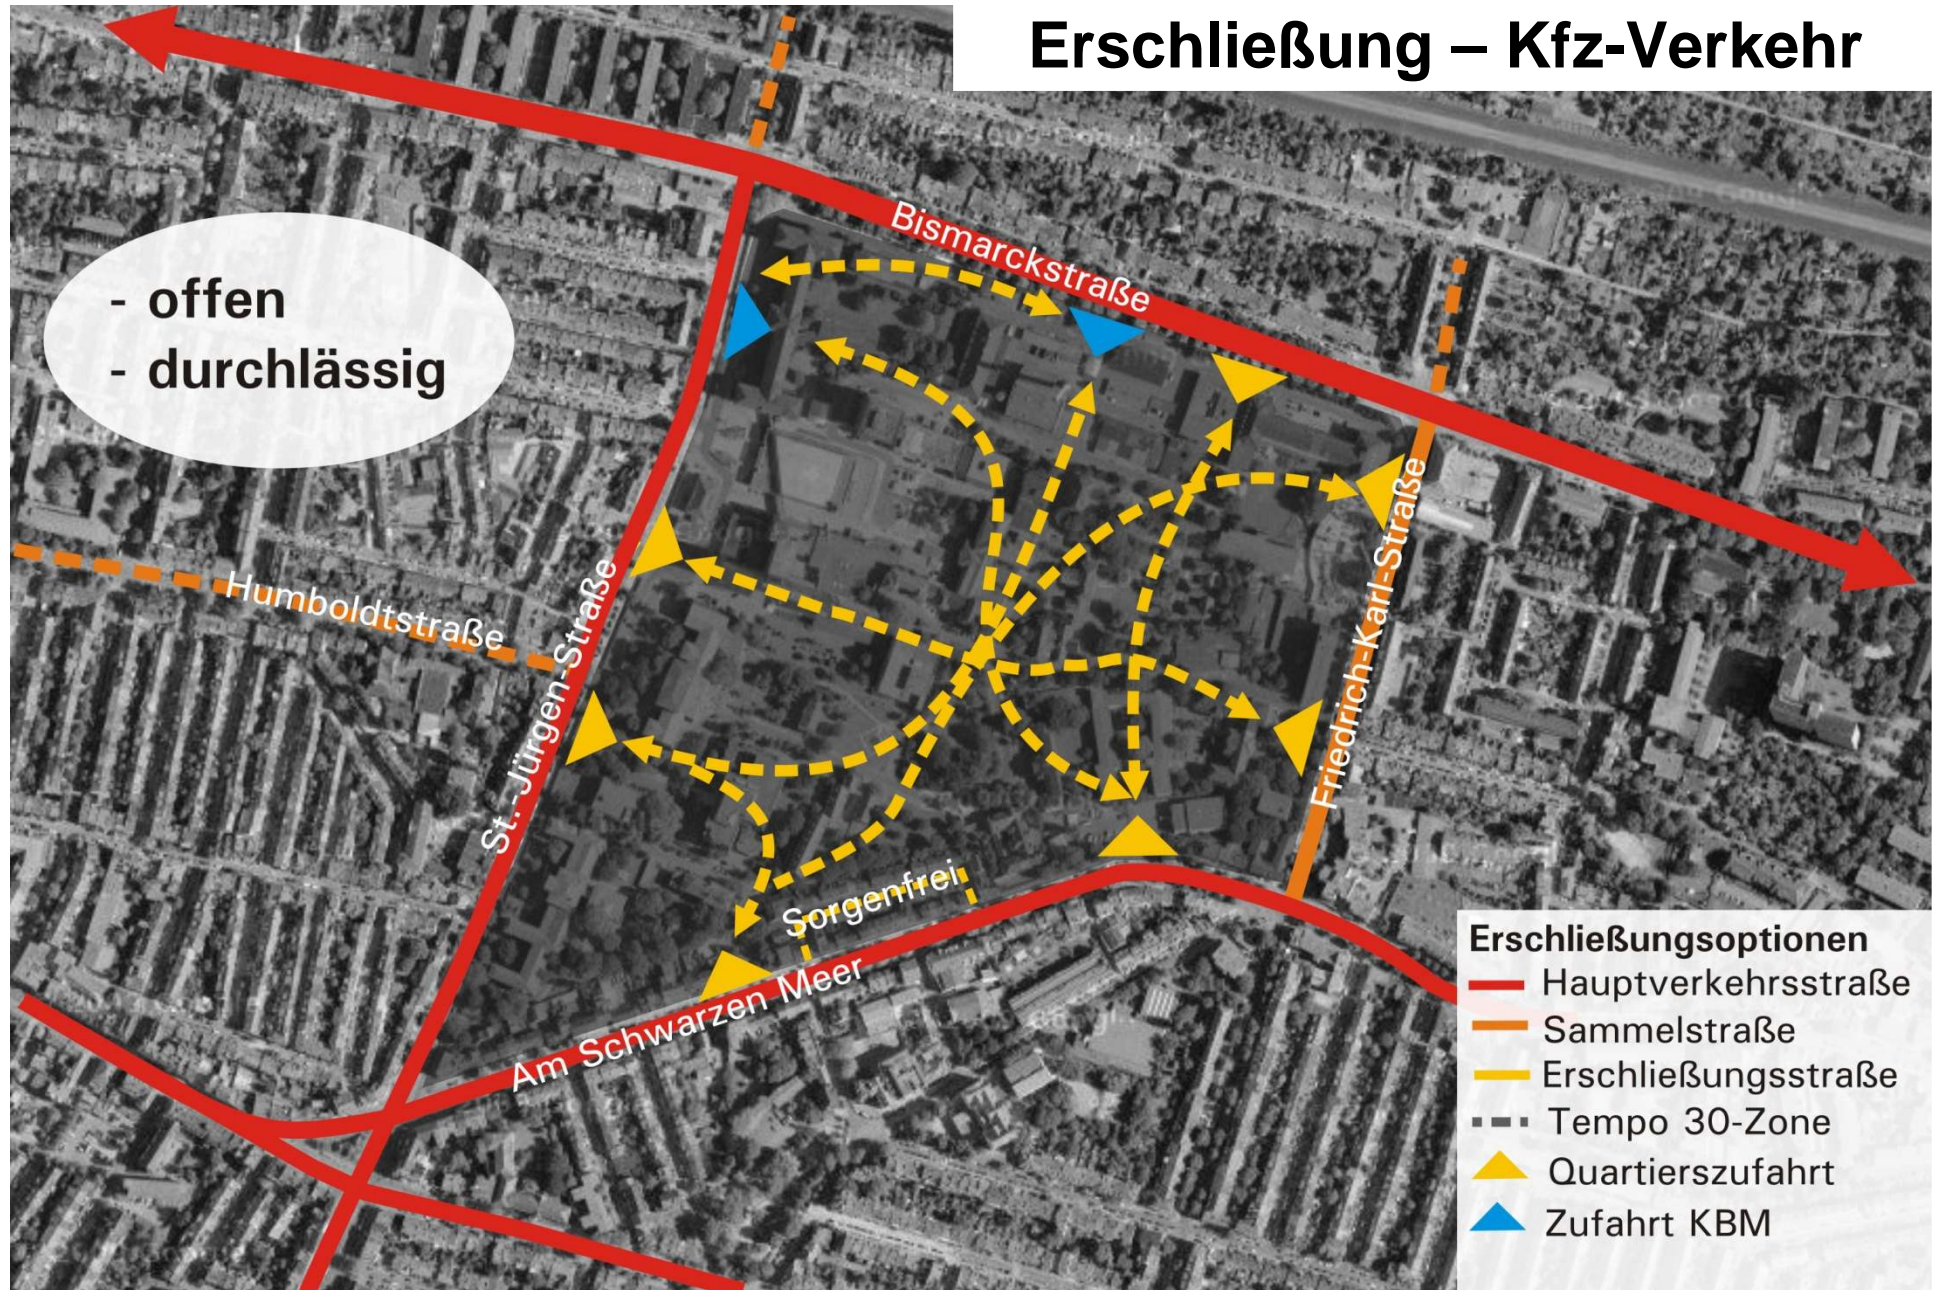 Erschließung – Kfz-Verkehr
Bismarckstraße
- offen
- durchlässig
Humboldtstraße
St.-Jürgen-Straße
Friedrich-Karl-Straße
Sorgenfrei
Am Schwarzen Meer
Erschließungsoptionen
Hauptverkehrsstraße
Sammelstraße
Erschließungsstraße
Tempo 30-Zone
Quartierszufahrt
Zufahrt KBM